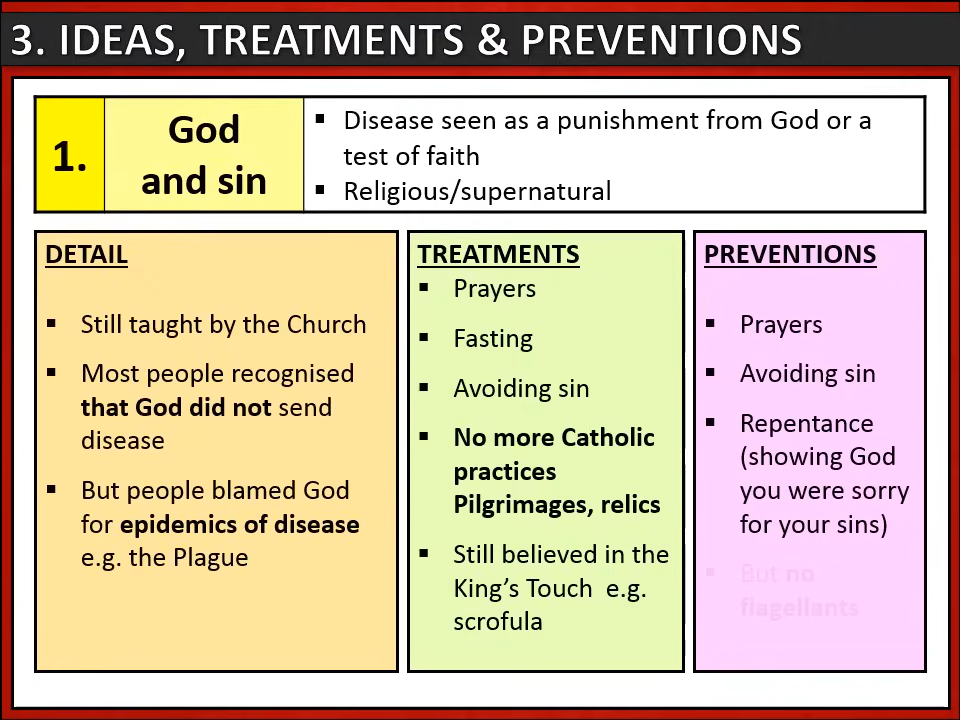 3. IDEAS, TREATMENTS & PREVENTIONS
1.
God
and sin
▪ Disease seen as a punishment from God or a
test of faith
▪ Religious/supernatural
DETAIL
▪ Still taught by the Church
▪ Most people recognised
that God did not send
disease
▪ But people blamed God
for epidemics of disease
e.g. the Plague
TREATMENTS
▪ Prayers
▪ Fasting
▪ Avoiding sin
▪ No more Catholic
practices
Pilgrimages, relics
▪ Still believed in the
King’s Touch e.g.
scrofula
PREVENTIONS
▪ Prayers
▪ Avoiding sin
▪ Repentance
(showing God
you were sorry
for your sins)
▪ But no
flagellants